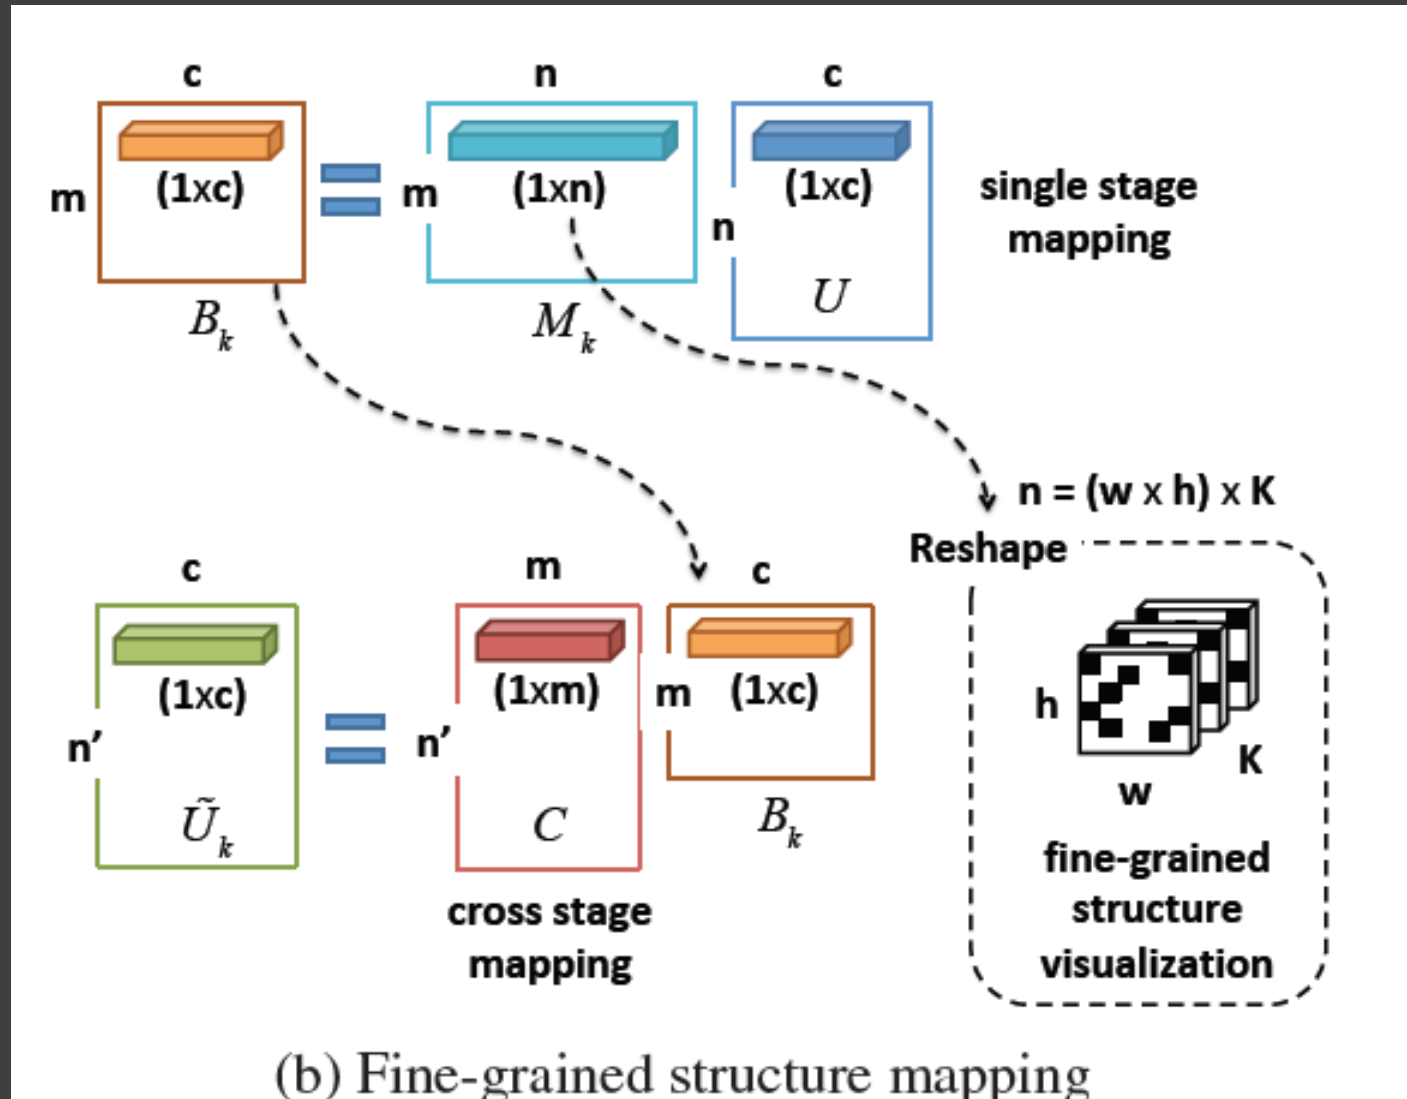 c
n
c
m
(1xc)
m
(1xn)
n
(1xc)
single stage
mapping
B_k
M_k
U
n = (w x h) x K
Reshape
c
m
c
(1xc)
(1xm)
m
(1xc)
n’
n’
Ũ_k
C
B_k
cross stage
mapping
h
K
w
fine-grained
structure
visualization
(b) Fine-grained structure mapping